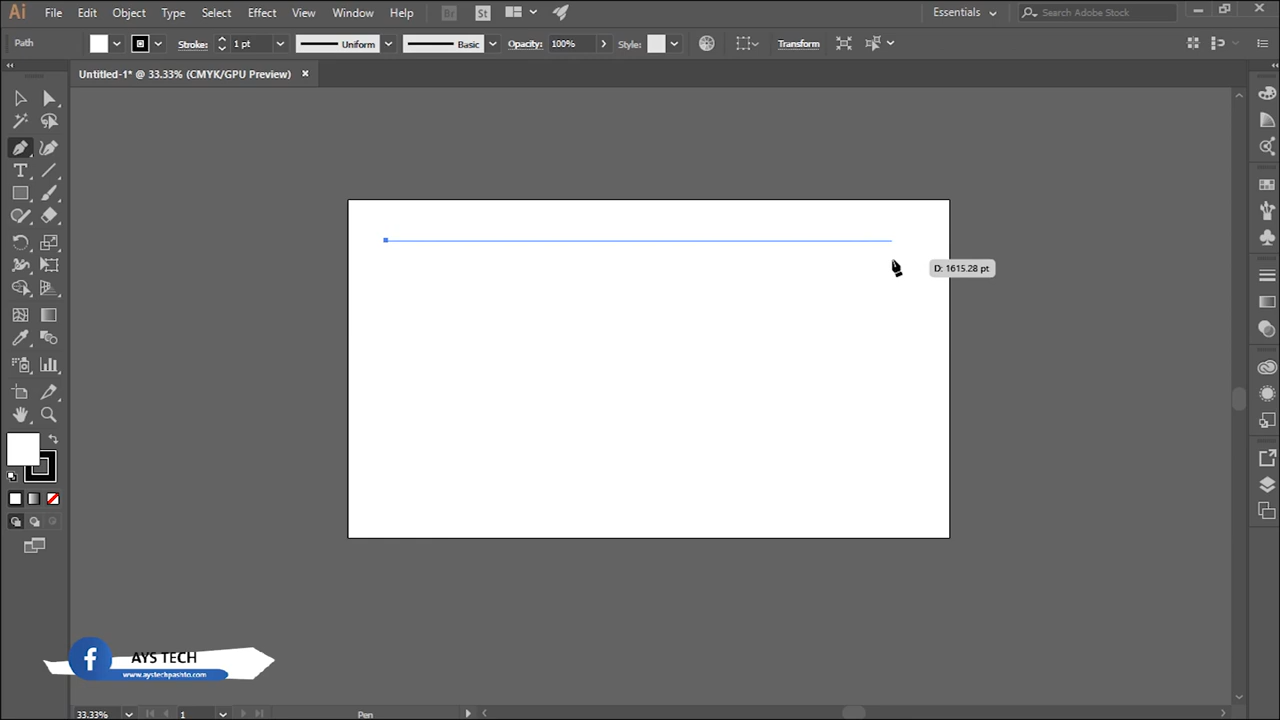 Ai File Edit Object Type Select Effect View Window Help Br St Essentials Search Adobe Stock
Path Stroke: 1 pt Uniform Basic Opacity: 100% Style: Transform
Untitled-1* @ 33.33% (CMYK/GPU Preview) ×
D: 1615.28 pt
AYS TECH
www.aystechpashto.com
33.33% 1 Pen